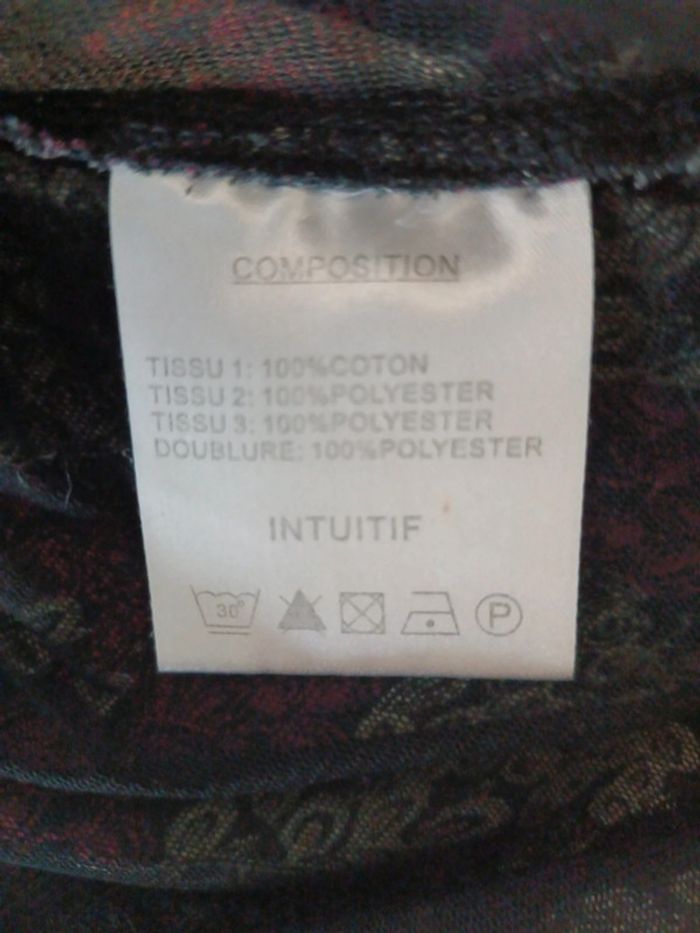 COMPOSITION
TISSU 1: 100%COTON
TISSU 2: 100%POLYESTER
TISSU 3: 100%POLYESTER
DOUBLURE: 100%POLYESTER
INTUITIF
30° P